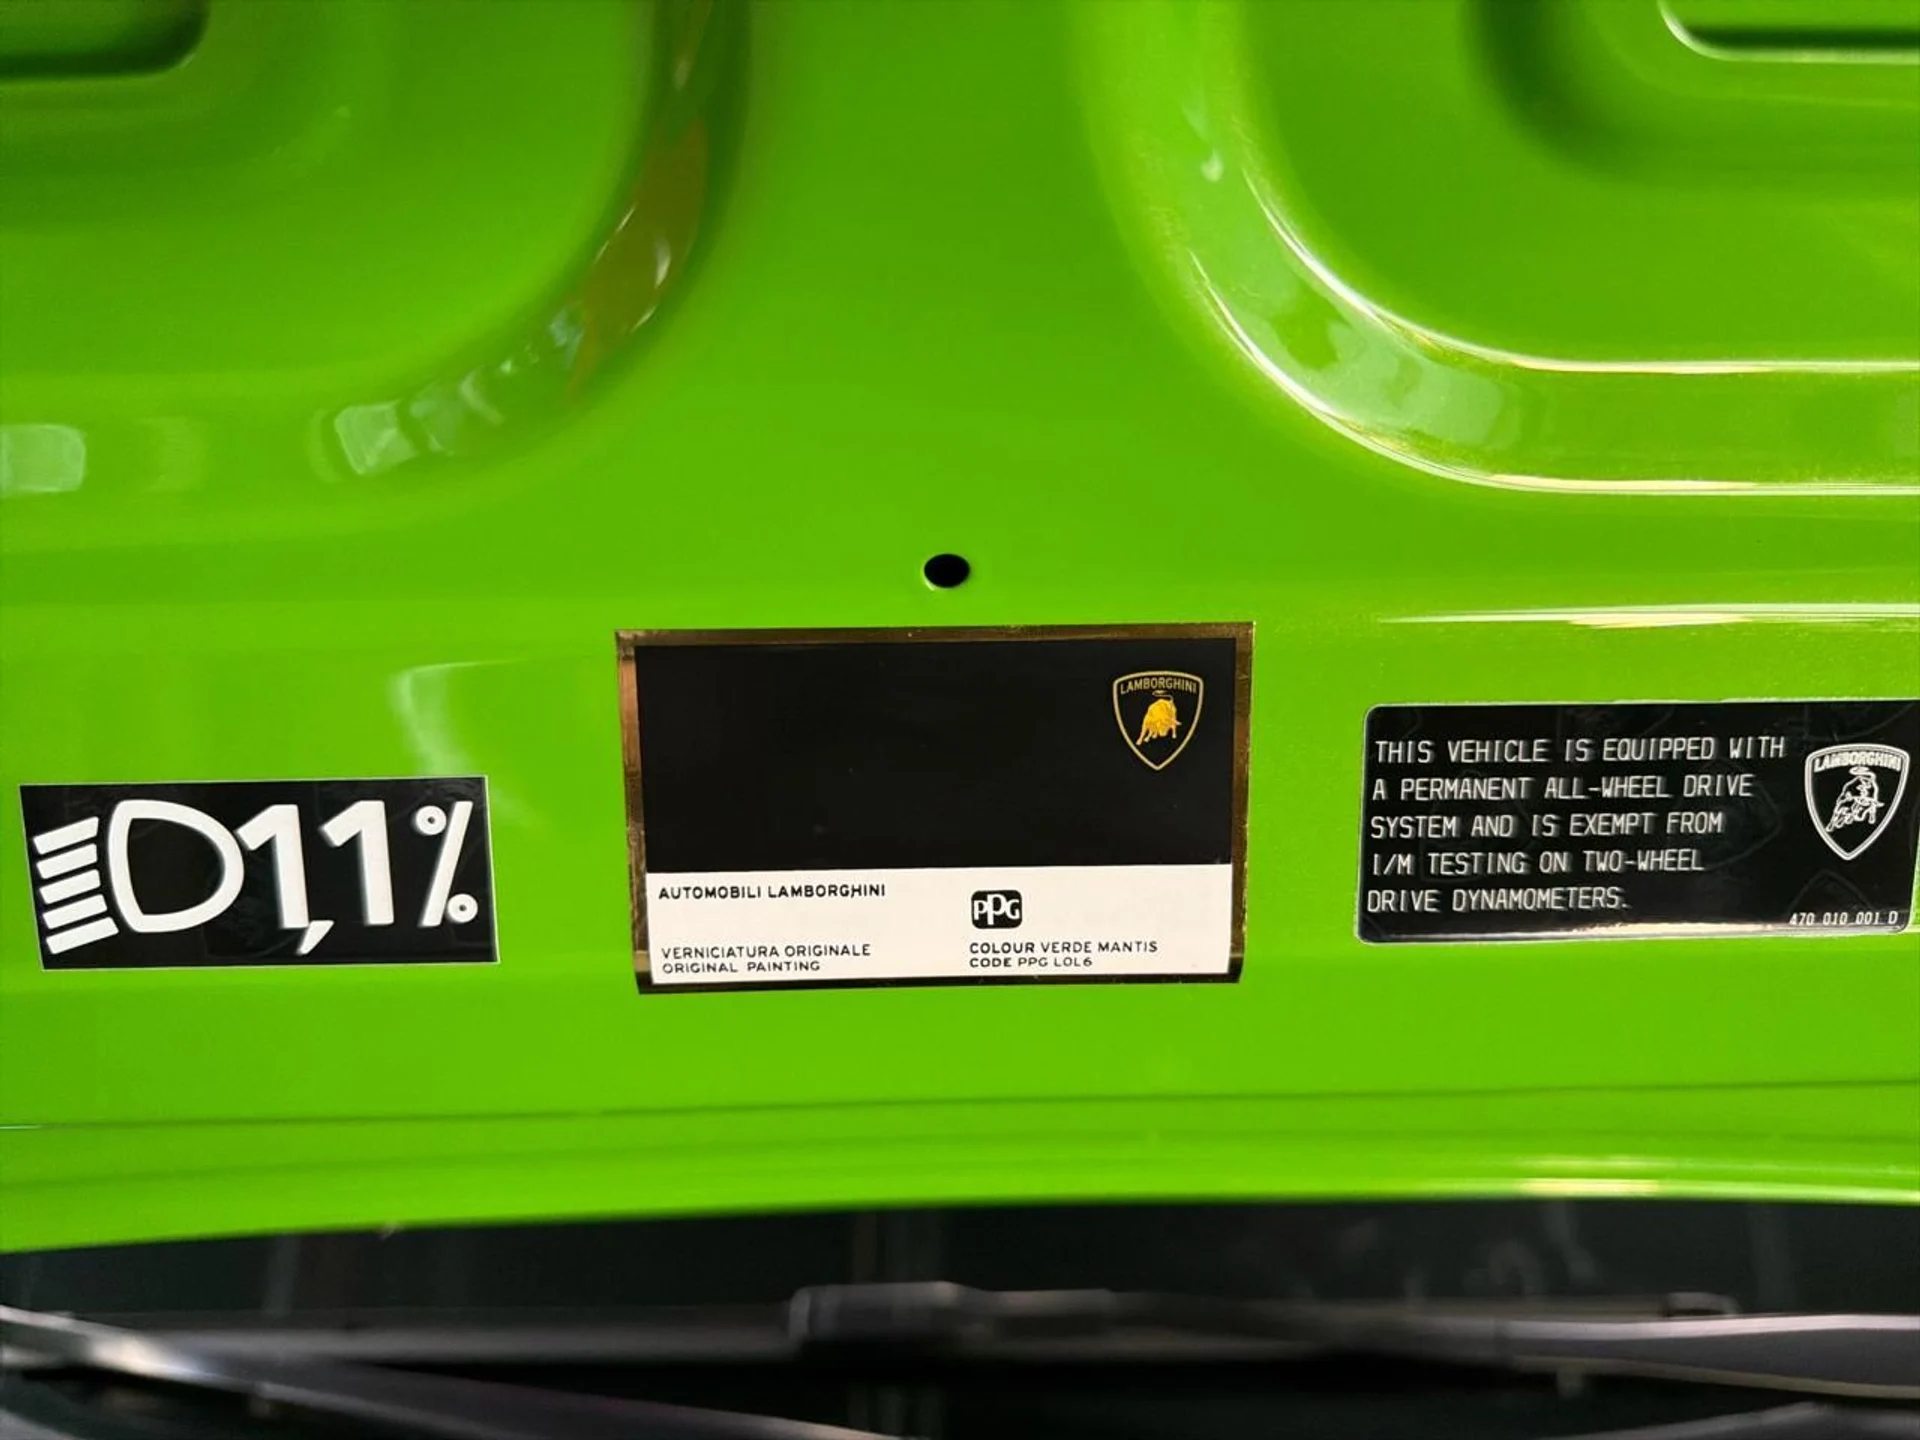 1,1%
LAMBORGHINI
AUTOMOBILI LAMBORGHINI
VERNICIATURA ORIGINALE
ORIGINAL PAINTING
PPG
COLOUR VERDE MANTIS
CODE PPG LOL6
THIS VEHICLE IS EQUIPPED WITH
A PERMANENT ALL-WHEEL DRIVE
SYSTEM AND IS EXEMPT FROM
I/M TESTING ON TWO-WHEEL
DRIVE DYNAMOMETERS.
LAMBORGHINI
470 010 001 D